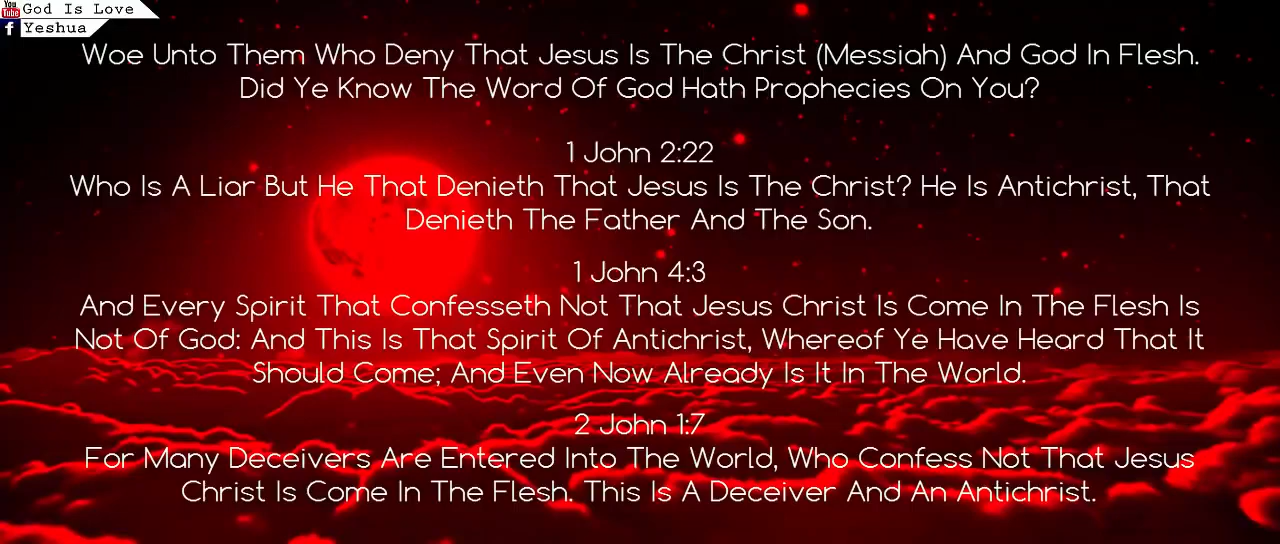 You
Tube
God Is Love
f
Yeshua
Woe Unto Them Who Deny That Jesus Is The Christ (Messiah) And God In Flesh.
Did Ye Know The Word Of God Hath Prophecies On You?
1 John 2:22
Who Is A Liar But He That Denieth That Jesus Is The Christ? He Is Antichrist, That
Denieth The Father And The Son.
1 John 4:3
And Every Spirit That Confesseth Not That Jesus Christ Is Come In The Flesh Is
Not Of God: And This Is That Spirit Of Antichrist, Whereof Ye Have Heard That It
Should Come; And Even Now Already Is It In The World.
2 John 1:7
For Many Deceivers Are Entered Into The World, Who Confess Not That Jesus
Christ Is Come In The Flesh. This Is A Deceiver And An Antichrist.